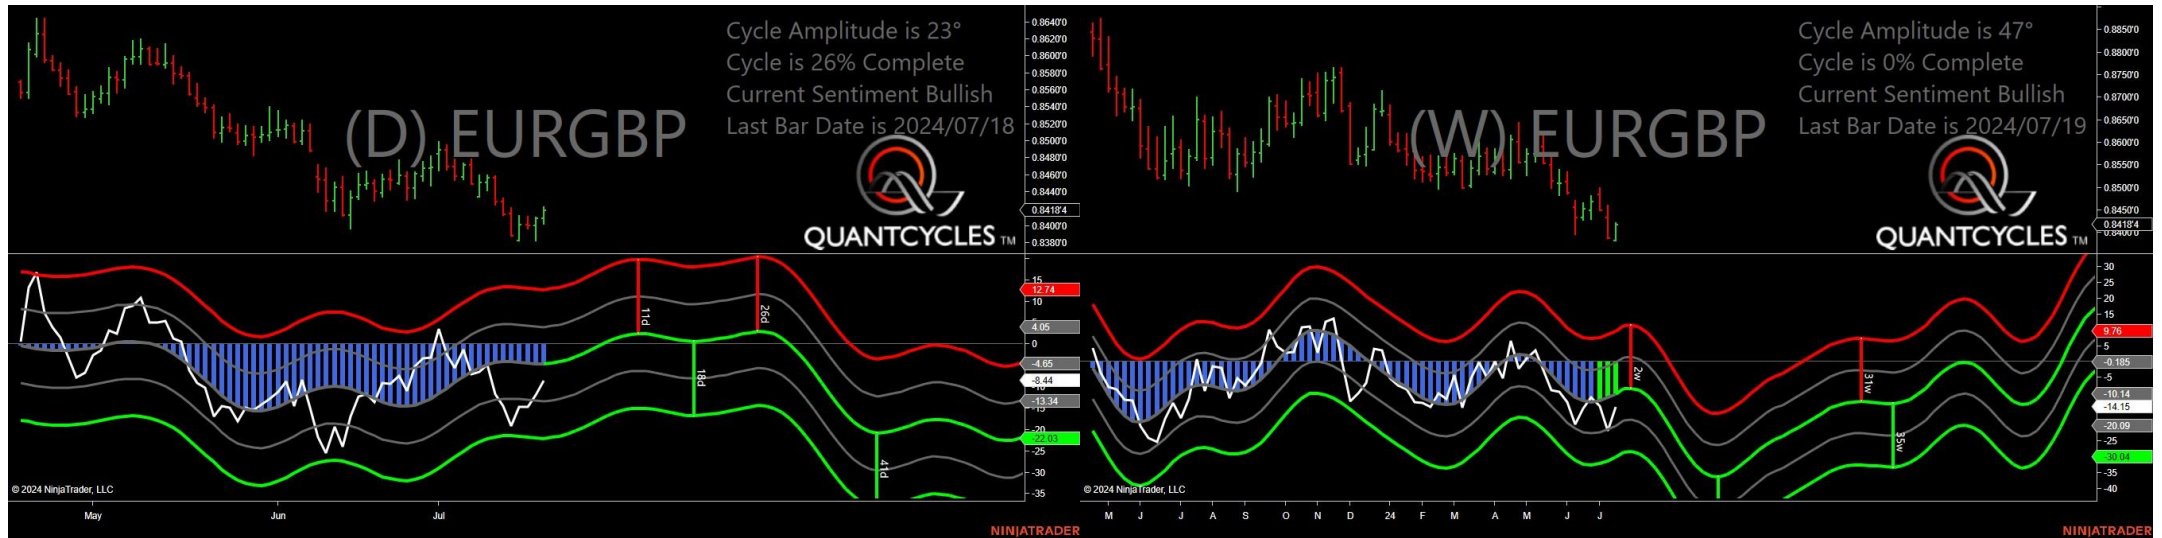 Cycle Amplitude is 23°
Cycle is 26% Complete
Current Sentiment Bullish
Last Bar Date is 2024/07/18
(D) EURGBP
QUANTCYCLES TM
0.8640'0
0.8620'0
0.8600'0
0.8580'0
0.8560'0
0.8540'0
0.8520'0
0.8500'0
0.8480'0
0.8460'0
0.8440'0
0.8418'4
0.8400'0
0.8380'0
15
12.74
10
4.05
0
-4.65
-8.44
-13.34
-15
-20
-22.03
-25
-30
-35
11d
26d
18d
41d
© 2024 NinjaTrader, LLC
May Jun Jul
NINJATRADER
Cycle Amplitude is 47°
Cycle is 0% Complete
Current Sentiment Bullish
Last Bar Date is 2024/07/19
(W) EURGBP
QUANTCYCLES TM
0.8850'0
0.8800'0
0.8750'0
0.8700'0
0.8650'0
0.8600'0
0.8550'0
0.8500'0
0.8450'0
0.8418'4
30
25
20
15
9.76
5
-0.185
-5
-10.14
-14.15
-20.09
-25
-30.04
-35
-40
2w
31w
35w
© 2024 NinjaTrader, LLC
M J J A S O N D 24 F M A M J J
NINJATRADER